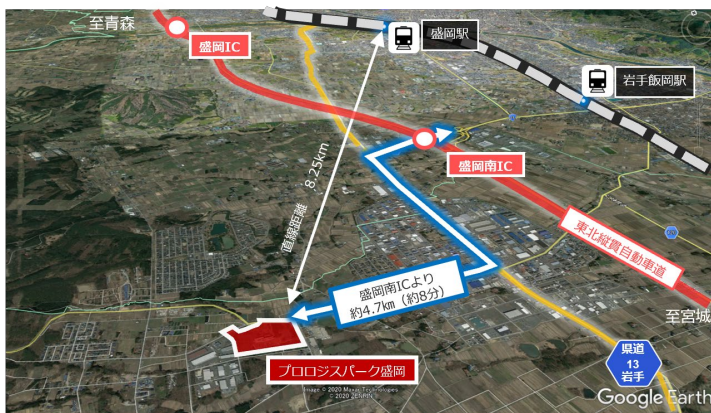 至青森
盛岡IC
盛岡駅
岩手飯岡駅
盛岡南IC
直線距離 8.25km
東北縦貫自動車道
盛岡南ICより
約4.7km（約8分）
至宮城
プロロジスパーク盛岡
県道
13
岩手
Image © 2020 Maxar Technologies
© 2020 ZENRIN
Google Earth